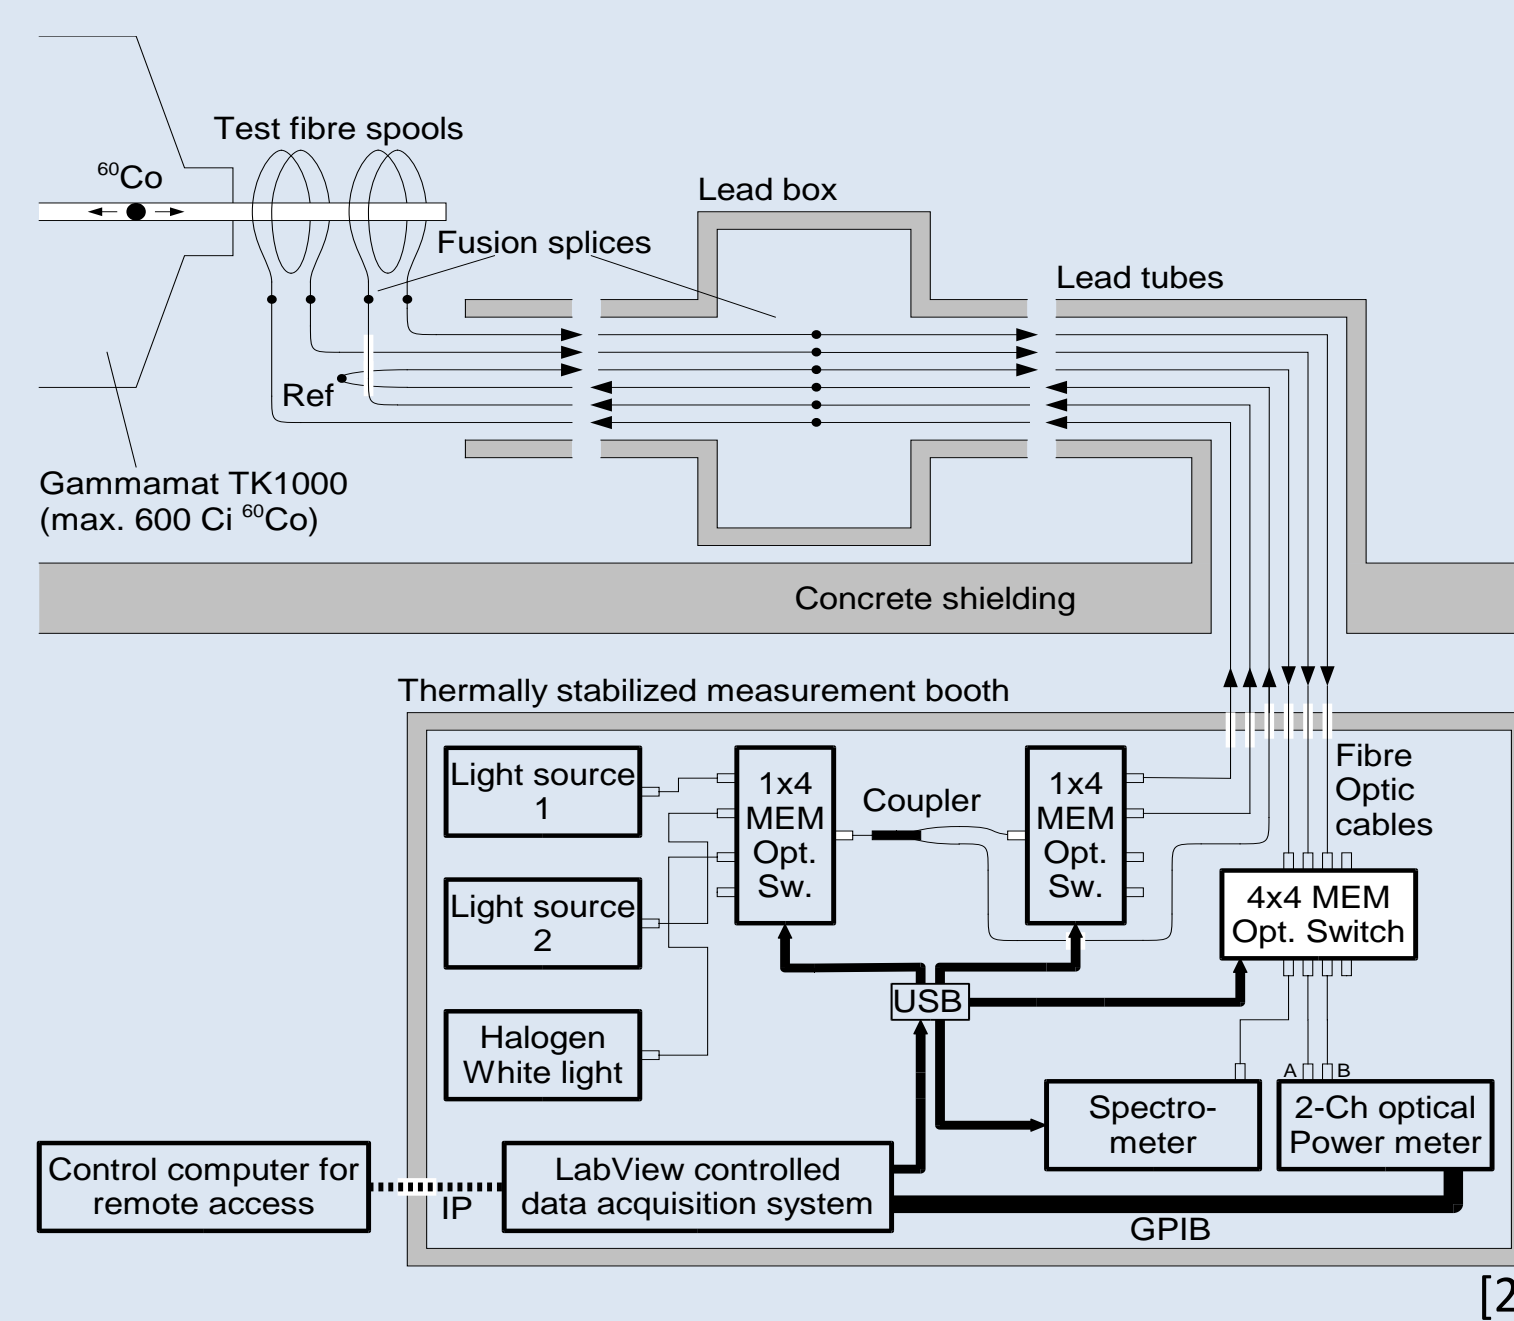 Test fibre spools
60Co
Lead box
Fusion splices
Lead tubes
Ref
Gammamat TK1000
(max. 600 Ci 60Co)
Concrete shielding
Thermally stabilized measurement booth
Light source
1
1x4
MEM
Opt.
Sw.
Coupler
1x4
MEM
Opt.
Sw.
Fibre
Optic
cables
Light source
2
4x4 MEM
Opt. Switch
USB
Halogen
White light
A
B
Spectro-
meter
2-Ch optical
Power meter
Control computer for
remote access
IP
LabView controlled
data acquisition system
GPIB
[2